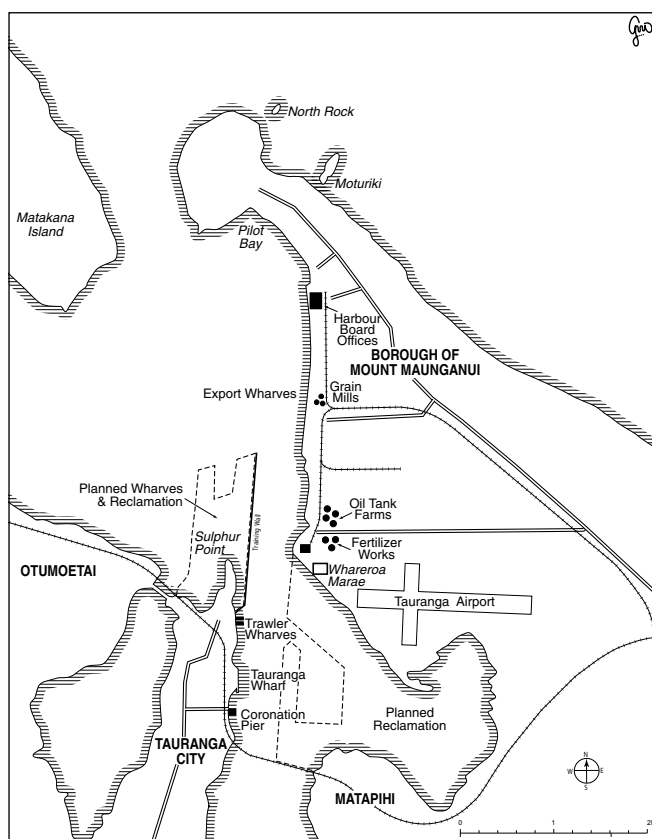 North Rock
Moturiki
Matakana
Island
Pilot
Bay
Harbour
Board
Offices
BOROUGH OF
MOUNT MAUNGANUI
Export Wharves
Grain
Mills
Planned Wharves
& Reclamation
Sulphur
Point
Training Wall
Oil Tank
Farms
Fertilizer
Works
OTUMOETAI
Whareroa
Marae
Tauranga Airport
Trawler
Wharves
Tauranga
Wharf
Coronation
Pier
Planned
Reclamation
TAURANGA
CITY
MATAPIHI
N
W
E
S
0
1